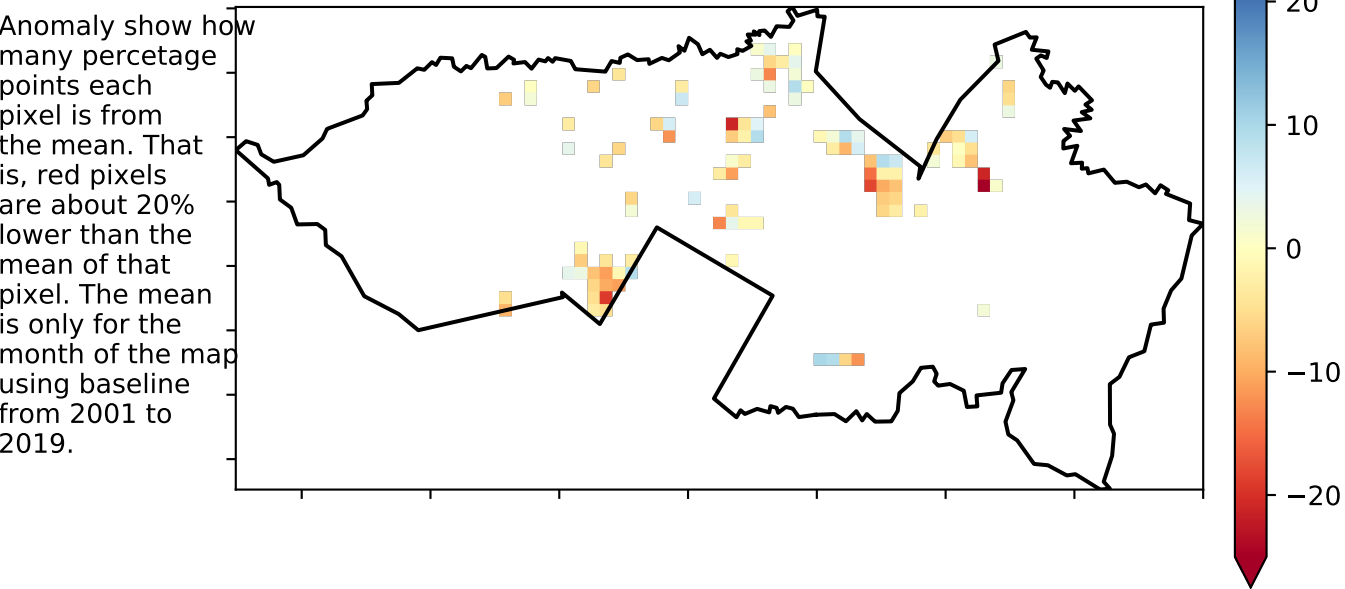 Anomaly show how
many percetage
points each
pixel is from
the mean. That
is, red pixels
are about 20%
lower than the
mean of that
pixel. The mean
is only for the
month of the map
using baseline
from 2001 to
2019.
20
10
0
−10
−20